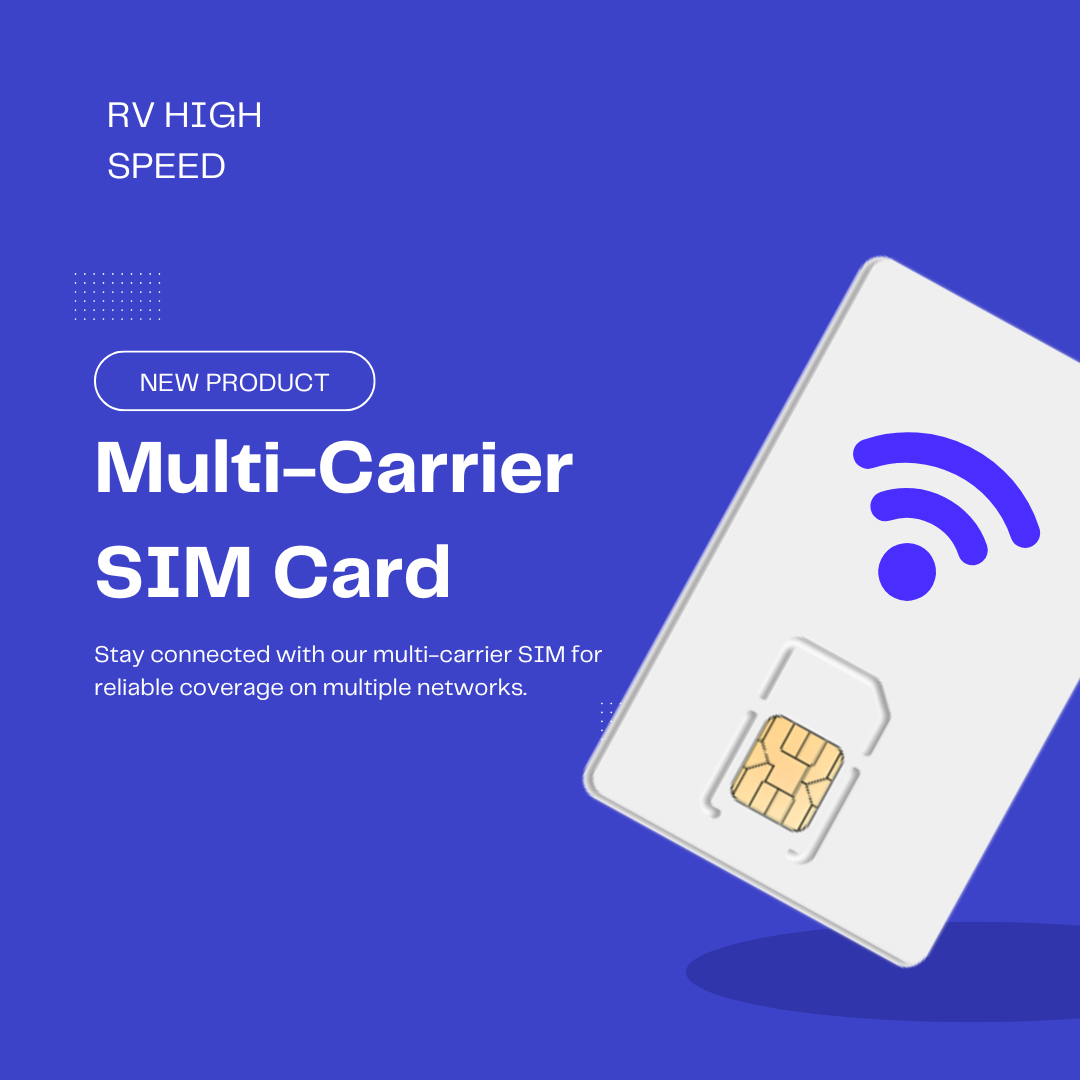 RV HIGH
SPEED
NEW PRODUCT
Multi-Carrier
SIM Card
Stay connected with our multi-carrier SIM for
reliable coverage on multiple networks.